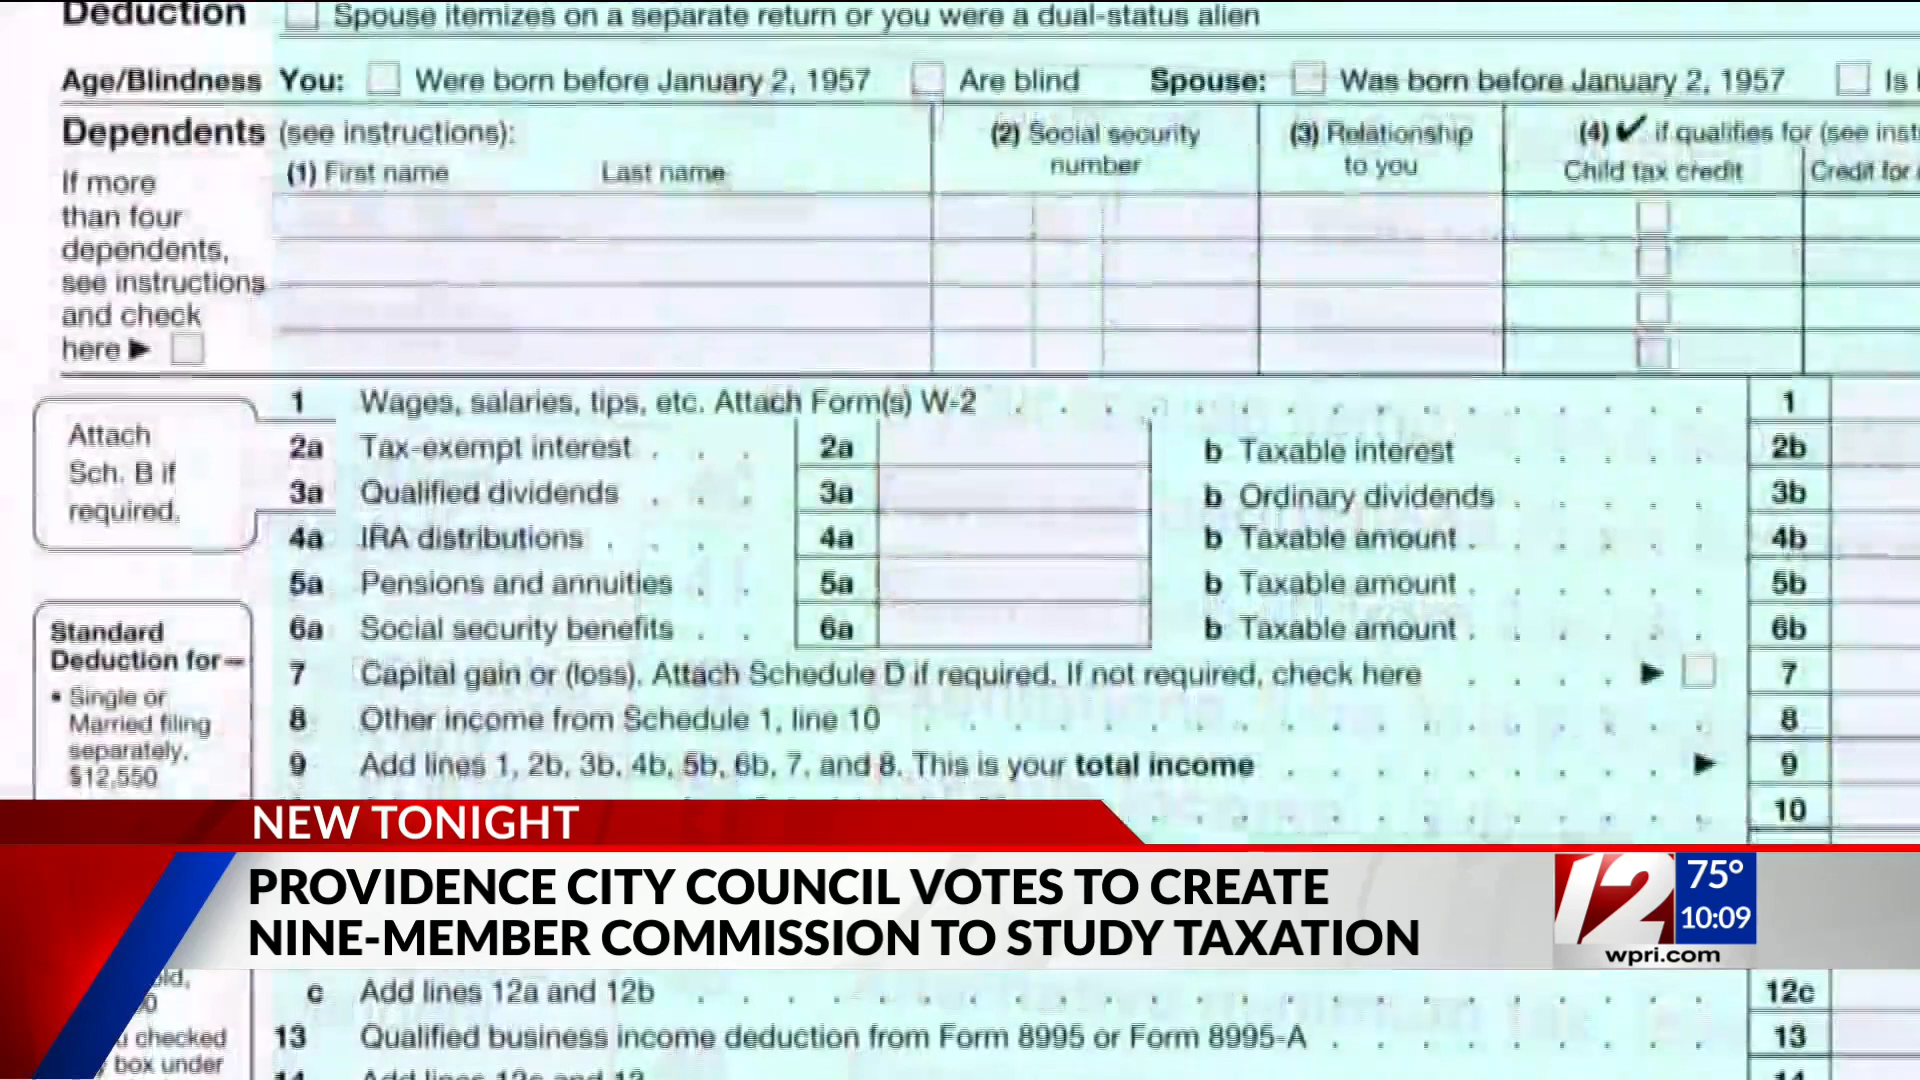 Deduction
Spouse itemizes on a separate return or you were a dual-status alien
Age/Blindness You: Were born before January 2, 1957 Are blind Spouse: Was born before January 2, 1957 Is
Dependents (see instructions):
(2) Social security number
(3) Relationship to you
(4) ✔ if qualifies for (see
(1) First name Last name
Child tax credit
Credit for
If more
than four
dependents,
see instructions
and check
here ►
1 Wages, salaries, tips, etc. Attach Form(s) W-2 1
Attach
Sch. B if
required.
2a Tax-exempt interest 2a b Taxable interest 2b
3a Qualified dividends 3a b Ordinary dividends 3b
4a IRA distributions 4a b Taxable amount 4b
5a Pensions and annuities 5a b Taxable amount 5b
6a Social security benefits 6a b Taxable amount 6b
7 Capital gain or (loss). Attach Schedule D if required. If not required, check here ► 7
8 Other income from Schedule 1, line 10 8
9 Add lines 1, 2b, 3b, 4b, 5b, 6b, 7, and 8. This is your total income ► 9
10
Standard
Deduction for—
• Single or
Married filing
separately,
$12,550
NEW TONIGHT
PROVIDENCE CITY COUNCIL VOTES TO CREATE
NINE-MEMBER COMMISSION TO STUDY TAXATION
12
75°
10:09
wpri.com
c Add lines 12a and 12b 12c
13 Qualified business income deduction from Form 8995 or Form 8995-A 13
checked
box under